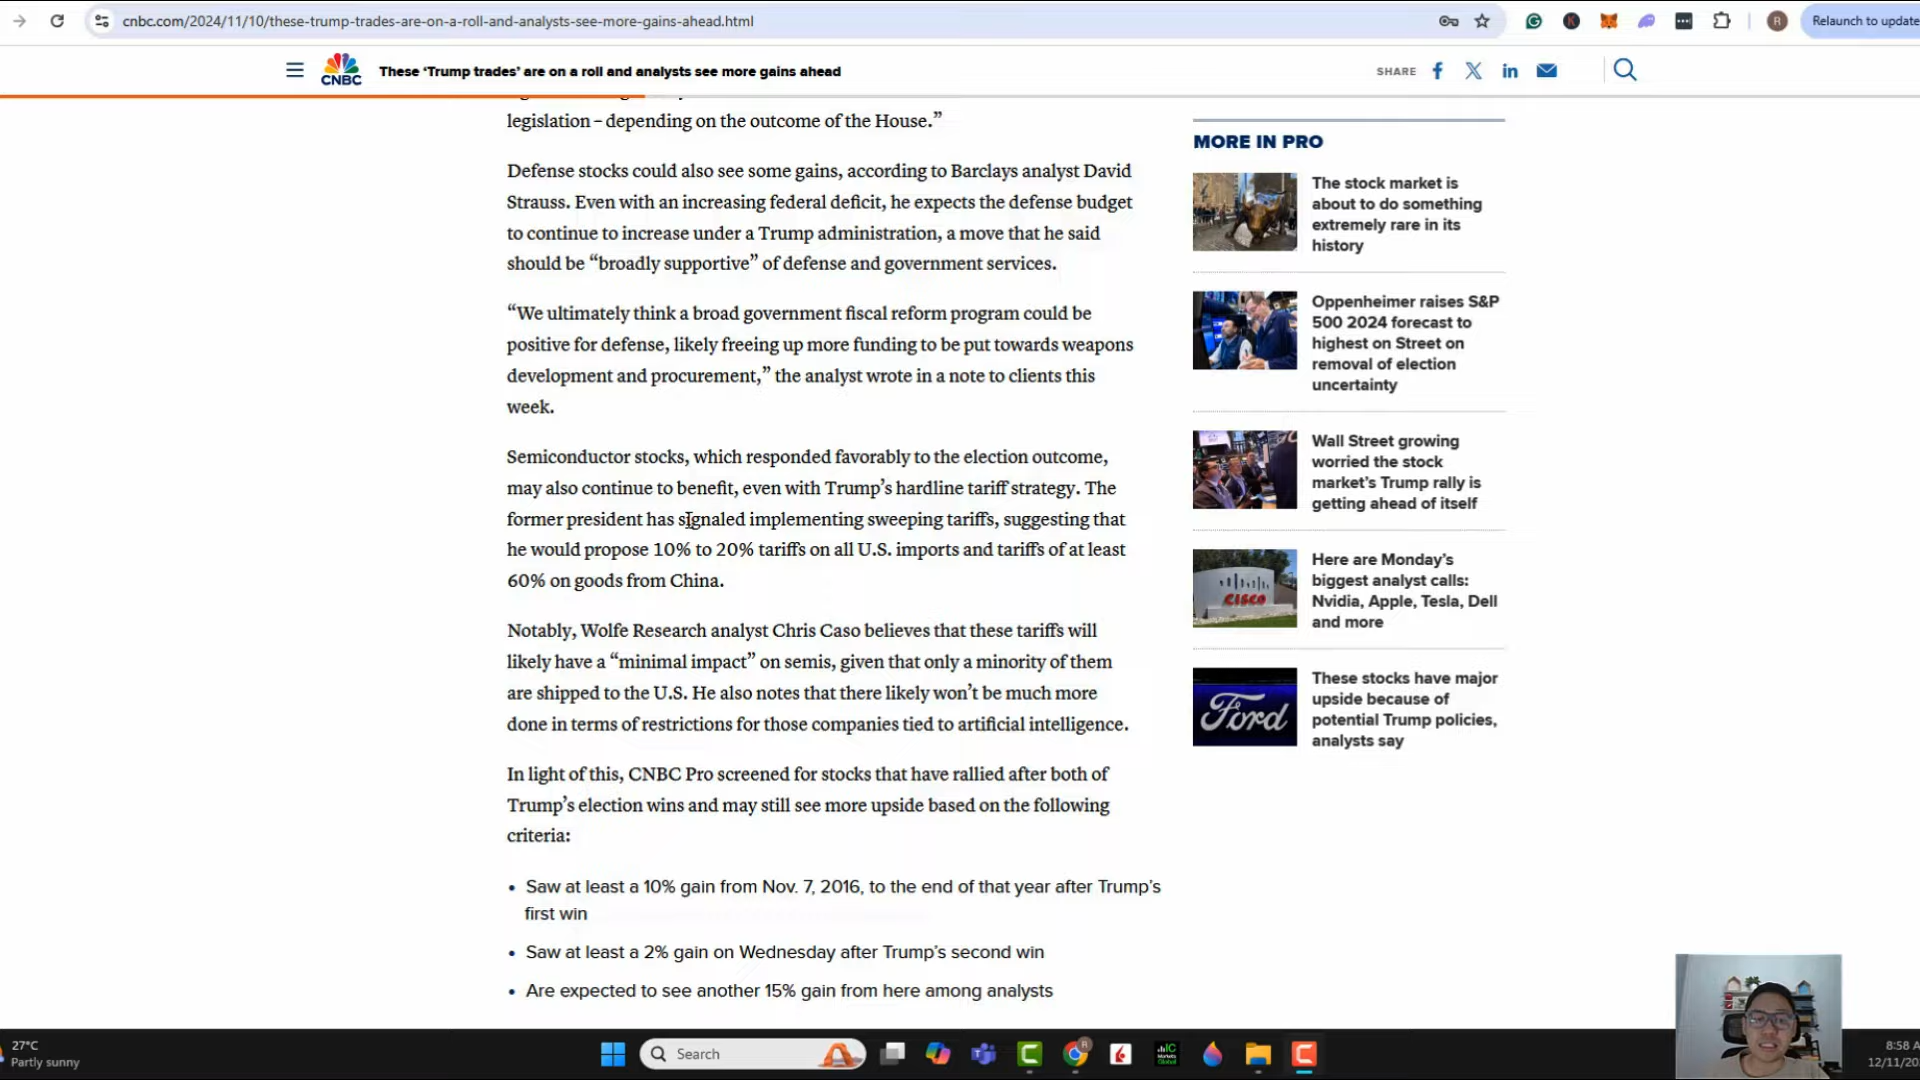 cnbc.com/2024/11/10/these-trump-trades-are-on-a-roll-and-analysts-see-more-gains-ahead.html
Relaunch to update
CNBC
These ‘Trump trades’ are on a roll and analysts see more gains ahead
SHARE
legislation – depending on the outcome of the House.”
Defense stocks could also see some gains, according to Barclays analyst David
Strauss. Even with an increasing federal deficit, he expects the defense budget
to continue to increase under a Trump administration, a move that he said
should be “broadly supportive” of defense and government services.
“We ultimately think a broad government fiscal reform program could be
positive for defense, likely freeing up more funding to be put towards weapons
development and procurement,” the analyst wrote in a note to clients this
week.
Semiconductor stocks, which responded favorably to the election outcome,
may also continue to benefit, even with Trump’s hardline tariff strategy. The
former president has signaled implementing sweeping tariffs, suggesting that
he would propose 10% to 20% tariffs on all U.S. imports and tariffs of at least
60% on goods from China.
Notably, Wolfe Research analyst Chris Caso believes that these tariffs will
likely have a “minimal impact” on semis, given that only a minority of them
are shipped to the U.S. He also notes that there likely won’t be much more
done in terms of restrictions for those companies tied to artificial intelligence.
In light of this, CNBC Pro screened for stocks that have rallied after both of
Trump’s election wins and may still see more upside based on the following
criteria:
• Saw at least a 10% gain from Nov. 7, 2016, to the end of that year after Trump’s
first win
• Saw at least a 2% gain on Wednesday after Trump’s second win
• Are expected to see another 15% gain from here among analysts
MORE IN PRO
The stock market is
about to do something
extremely rare in its
history
Oppenheimer raises S&P
500 2024 forecast to
highest on Street on
removal of election
uncertainty
Wall Street growing
worried the stock
market’s Trump rally is
getting ahead of itself
CISCO
Here are Monday’s
biggest analyst calls:
Nvidia, Apple, Tesla, Dell
and more
Ford
These stocks have major
upside because of
potential Trump policies,
analysts say
27°C
Partly sunny
Search
8:58 A
12/11/20